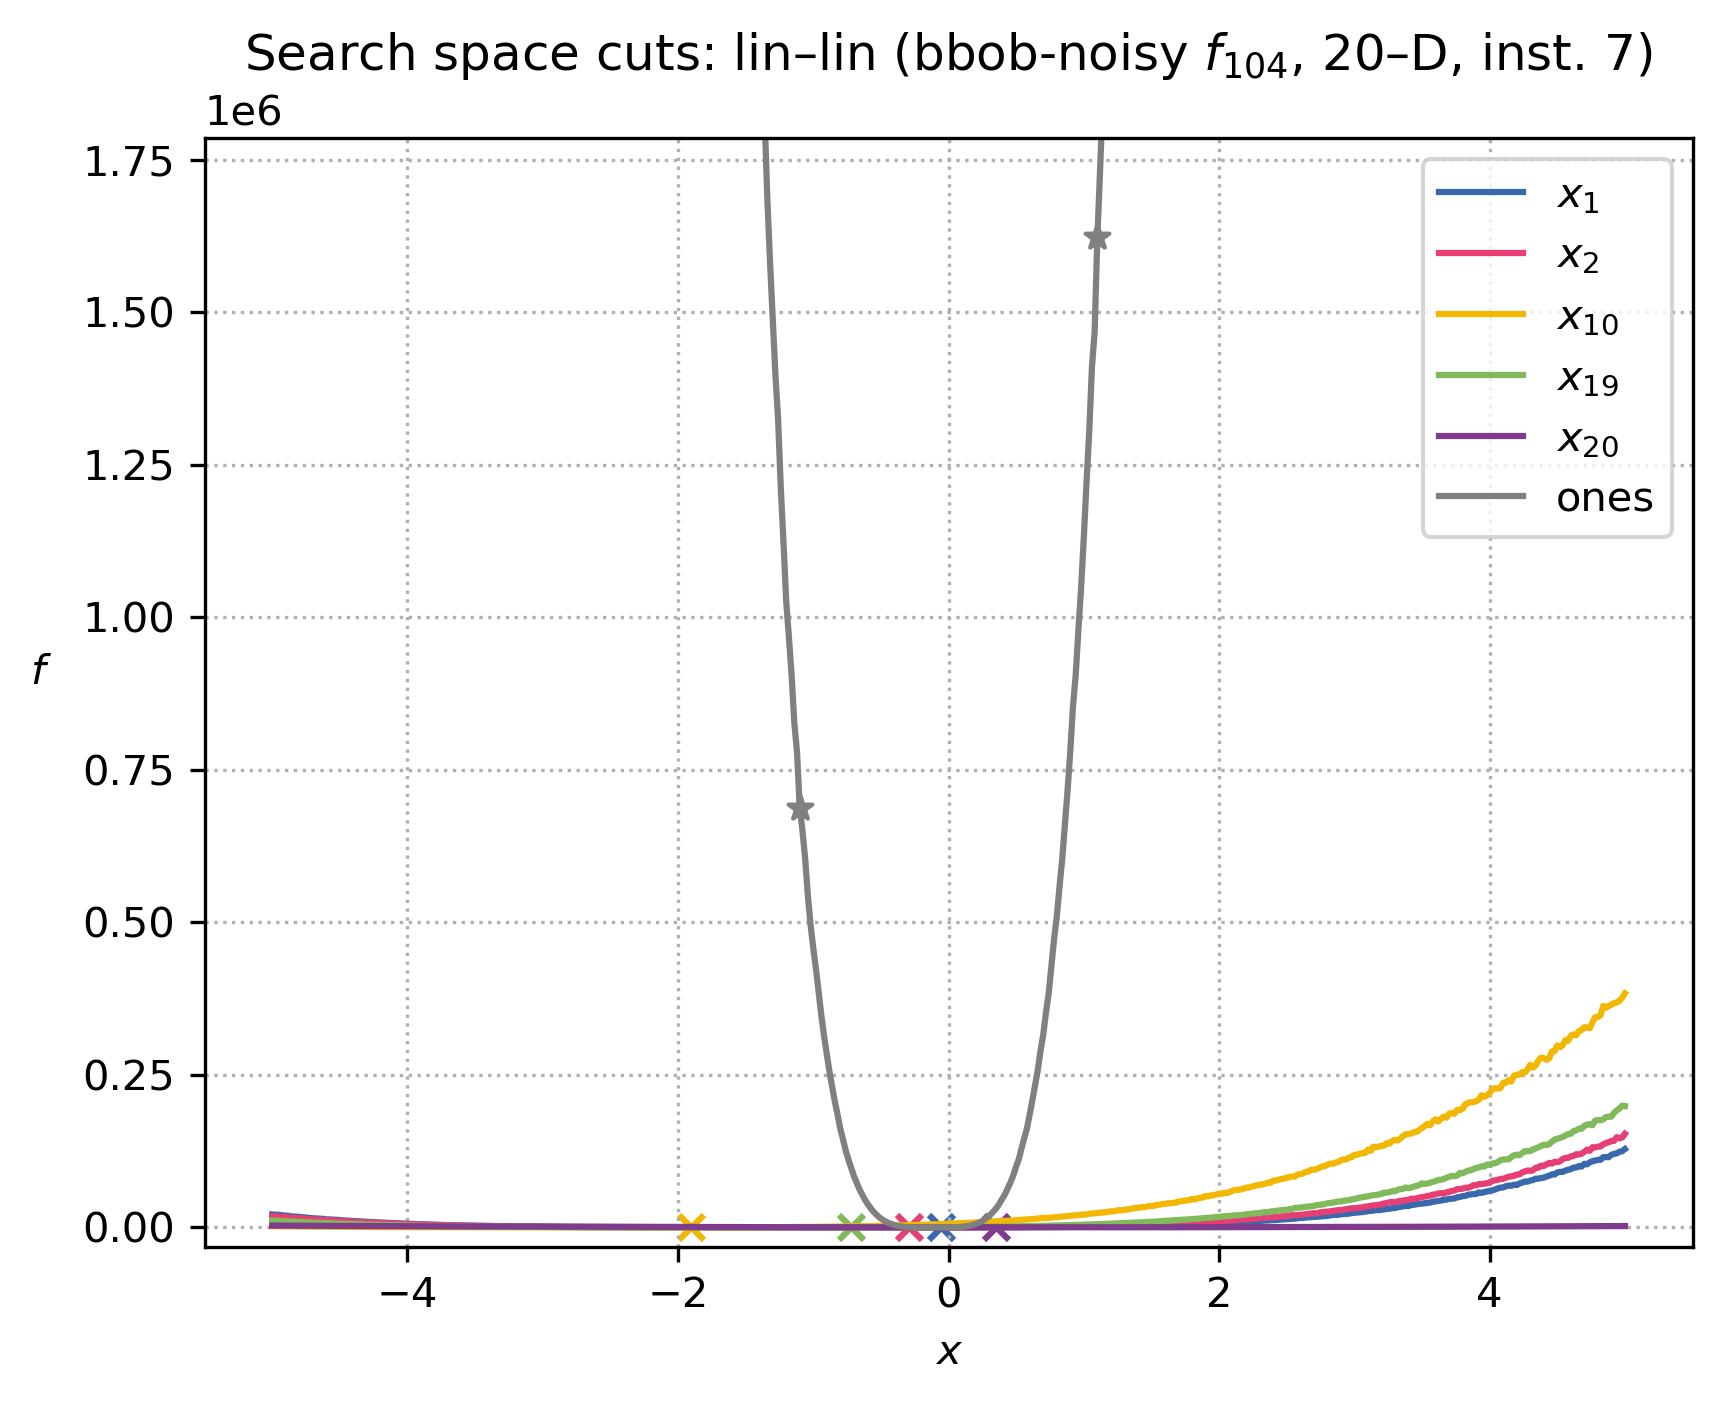 Search space cuts: lin–lin (bbob-noisy f₁₀₄, 20–D, inst. 7)
1e6
1.75
1.50
1.25
1.00
0.75
0.50
0.25
0.00
f
−4
−2
0
2
4
x
x₁
x₂
x₁₀
x₁₉
x₂₀
ones